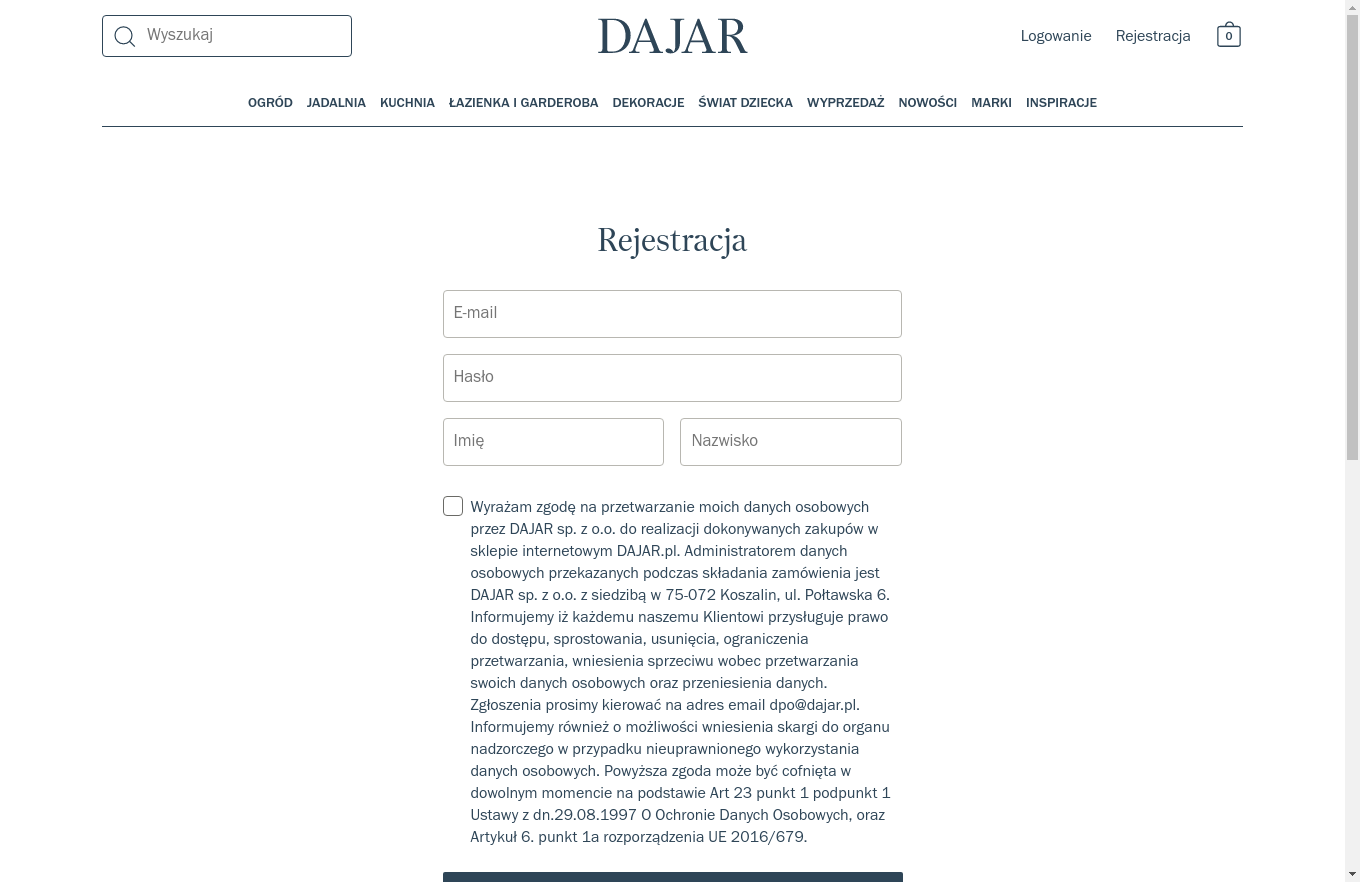 Wyszukaj
DAJAR
Logowanie
Rejestracja
0
OGRÓD JADALNIA KUCHNIA ŁAZIENKA I GARDEROBA DEKORACJE ŚWIAT DZIECKA WYPRZEDAŻ NOWOŚCI MARKI INSPIRACJE
Rejestracja
E-mail
Hasło
Imię
Nazwisko
Wyrażam zgodę na przetwarzanie moich danych osobowych
przez DAJAR sp. z o.o. do realizacji dokonywanych zakupów w
sklepie internetowym DAJAR.pl. Administratorem danych
osobowych przekazanych podczas składania zamówienia jest
DAJAR sp. z o.o. z siedzibą w 75-072 Koszalin, ul. Połtawska 6.
Informujemy iż każdemu naszemu Klientowi przysługuje prawo
do dostępu, sprostowania, usunięcia, ograniczenia
przetwarzania, wniesienia sprzeciwu wobec przetwarzania
swoich danych osobowych oraz przeniesienia danych.
Zgłoszenia prosimy kierować na adres email dpo@dajar.pl.
Informujemy również o możliwości wniesienia skargi do organu
nadzorczego w przypadku nieuprawnionego wykorzystania
danych osobowych. Powyższa zgoda może być cofnięta w
dowolnym momencie na podstawie Art 23 punkt 1 podpunkt 1
Ustawy z dn.29.08.1997 O Ochronie Danych Osobowych, oraz
Artykuł 6. punkt 1a rozporządzenia UE 2016/679.